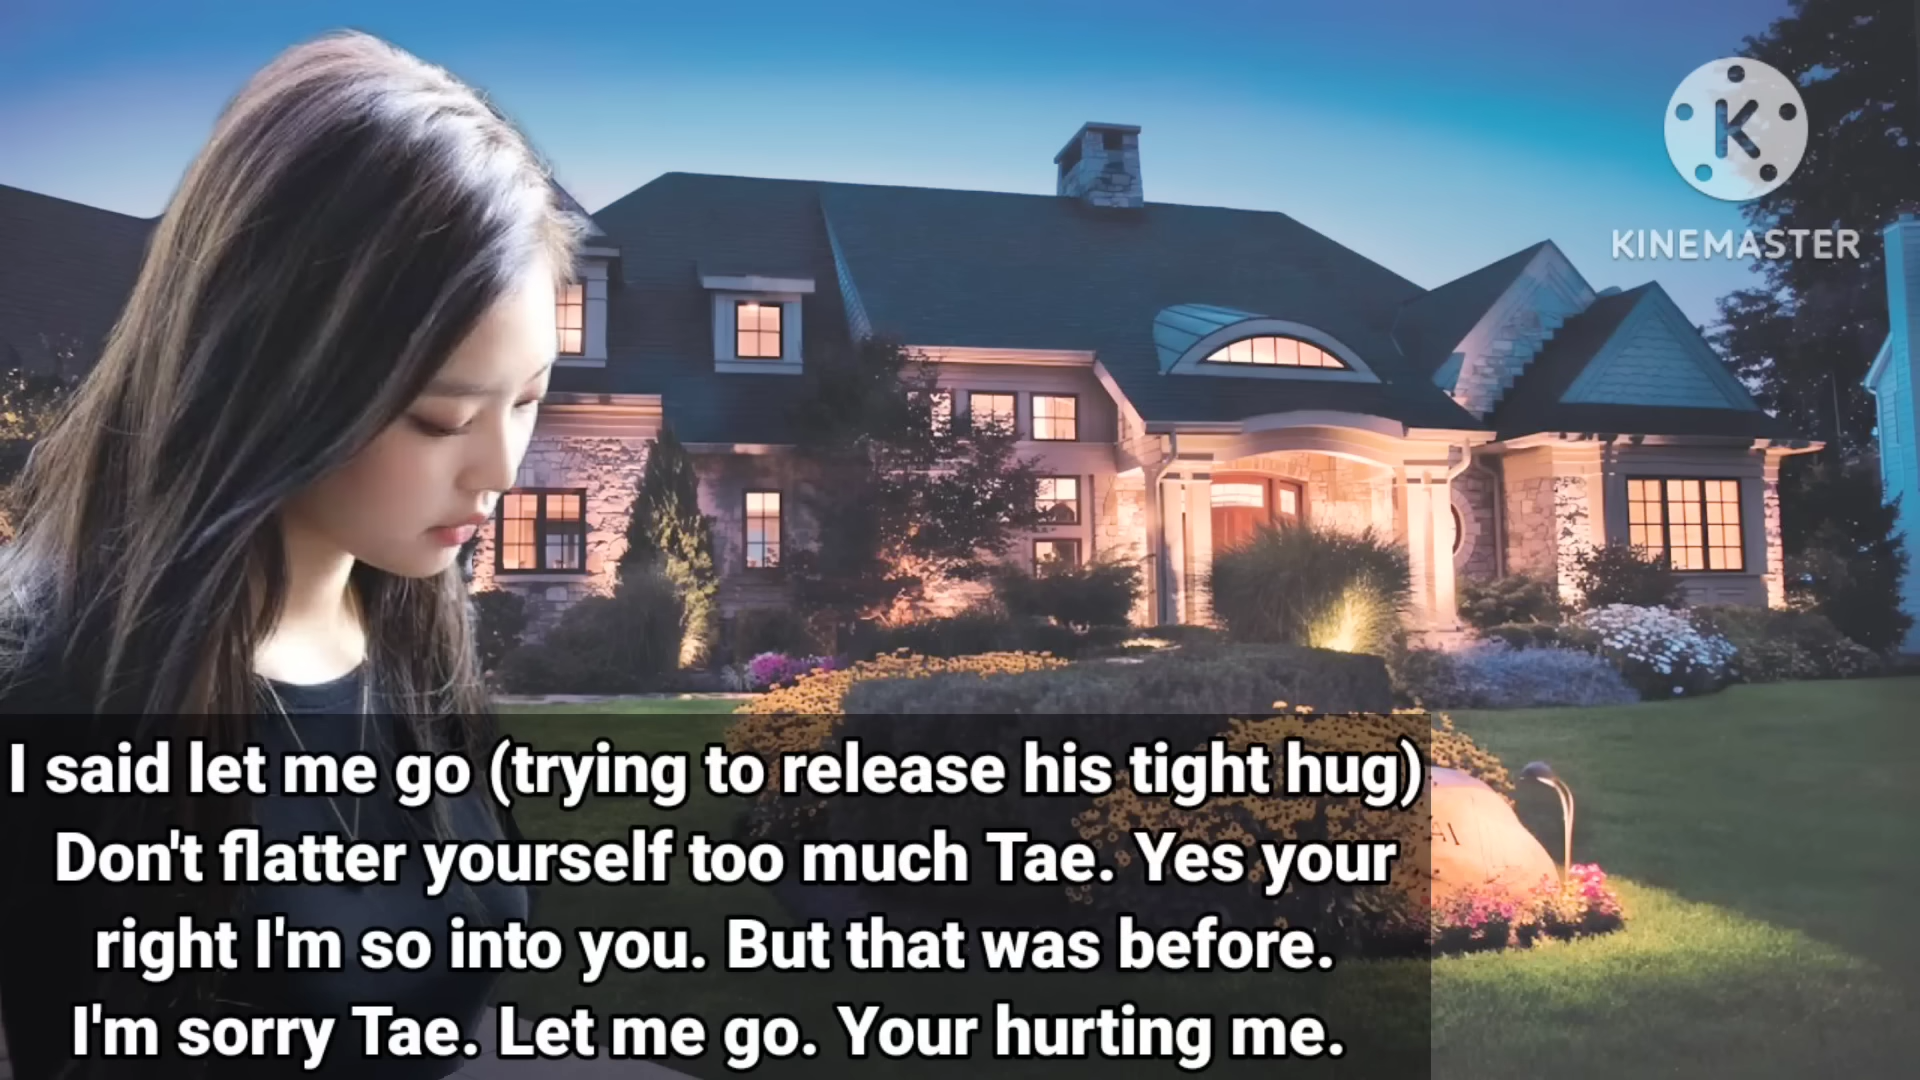 K
KINEMASTER
I said let me go (trying to release his tight hug)
Don't flatter yourself too much Tae. Yes your
right I'm so into you. But that was before.
I'm sorry Tae. Let me go. Your hurting me.